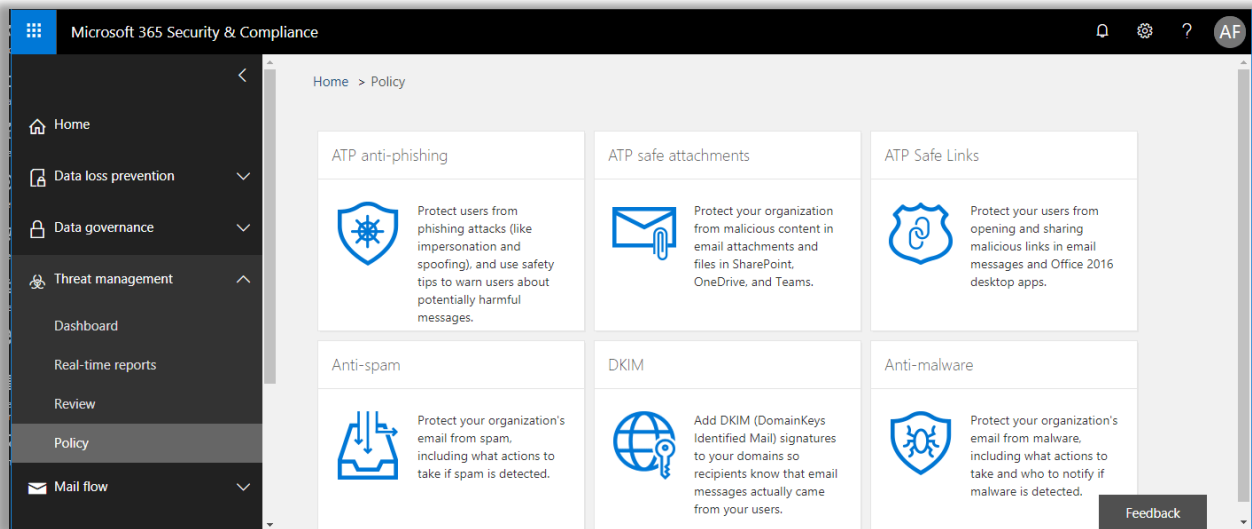 Microsoft 365 Security & Compliance
?
AF
Home
Data loss prevention
Data governance
Threat management
Dashboard
Real-time reports
Review
Policy
Mail flow
Home > Policy
ATP anti-phishing
Protect users from
phishing attacks (like
impersonation and
spoofing), and use safety
tips to warn users about
potentially harmful
messages.
ATP safe attachments
Protect your organization
from malicious content in
email attachments and
files in SharePoint,
OneDrive, and Teams.
ATP Safe Links
Protect your users from
opening and sharing
malicious links in email
messages and Office 2016
desktop apps.
Anti-spam
Protect your organization's
email from spam,
including what actions to
take if spam is detected.
DKIM
Add DKIM (DomainKeys
Identified Mail) signatures
to your domains so
recipients know that email
messages actually came
from your users.
Anti-malware
Protect your organization's
email from malware,
including what actions to
take and who to notify if
malware is detected.
Feedback